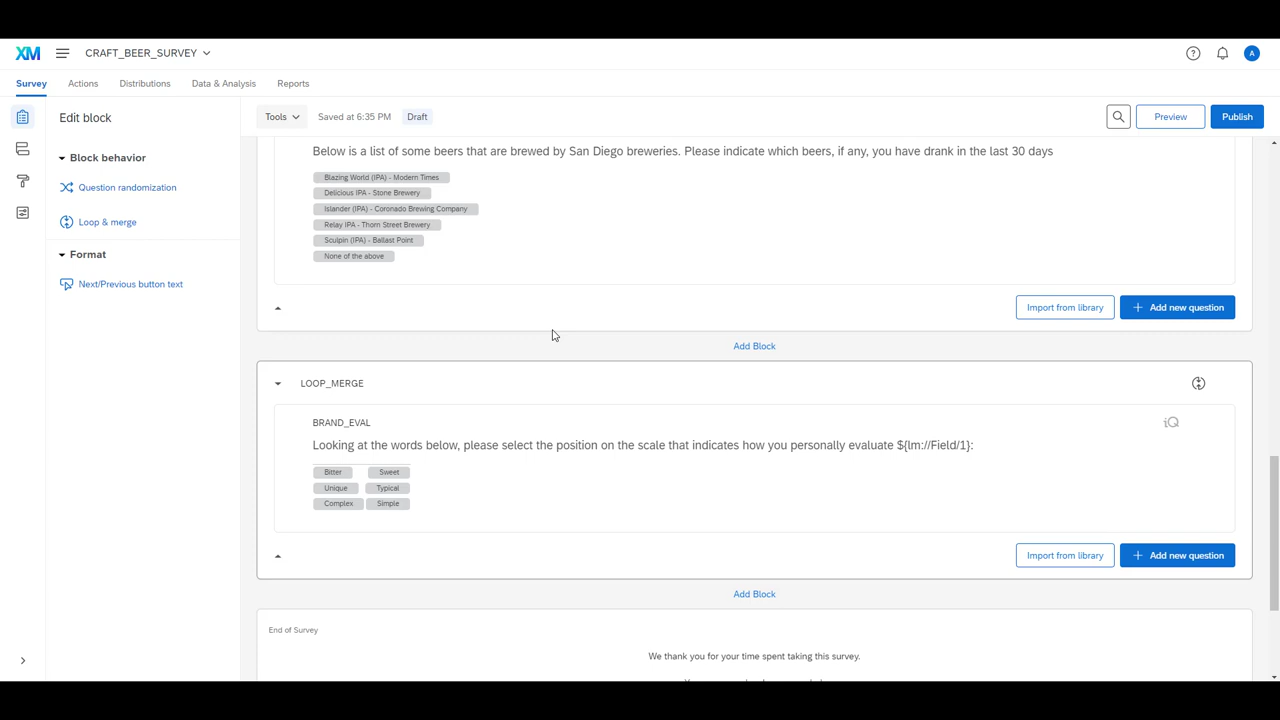 XM
CRAFT_BEER_SURVEY
A
Survey
Actions
Distributions
Data & Analysis
Reports
Edit block
Tools
Saved at 6:35 PM
Draft
Preview
Publish
Block behavior
Question randomization
Loop & merge
Format
Next/Previous button text
Below is a list of some beers that are brewed by San Diego breweries. Please indicate which beers, if any, you have drank in the last 30 days
Blazing World (IPA) - Modern Times
Delicious IPA - Stone Brewery
Islander (IPA) - Coronado Brewing Company
Relay IPA - Thorn Street Brewery
Sculpin (IPA) - Ballast Point
None of the above
Import from library
Add new question
Add Block
LOOP_MERGE
BRAND_EVAL
iQ
Looking at the words below, please select the position on the scale that indicates how you personally evaluate ${lm://Field/1}:
Bitter Sweet
Unique Typical
Complex Simple
Import from library
Add new question
Add Block
End of Survey
We thank you for your time spent taking this survey.